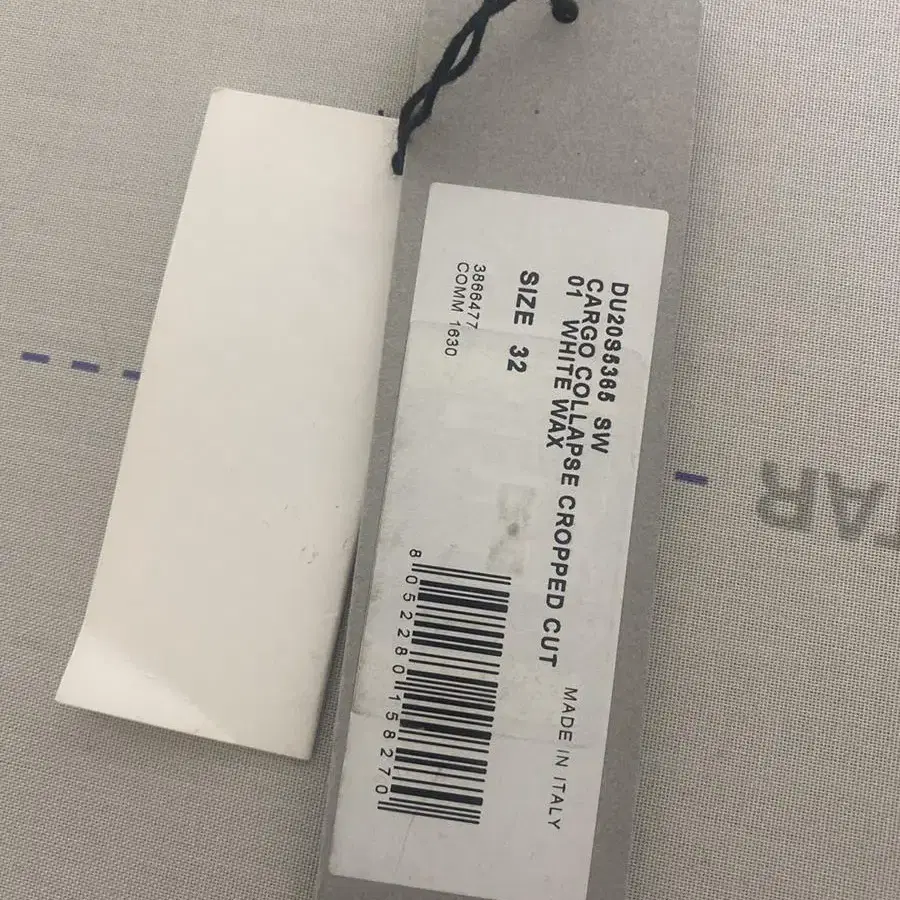 DU20S5365 SW
CARGO COLLAPSE CROPPED CUT
01 WHITE WAX
MADE IN ITALY
SIZE 32
3866477
COMM 1630
8 052280 158270